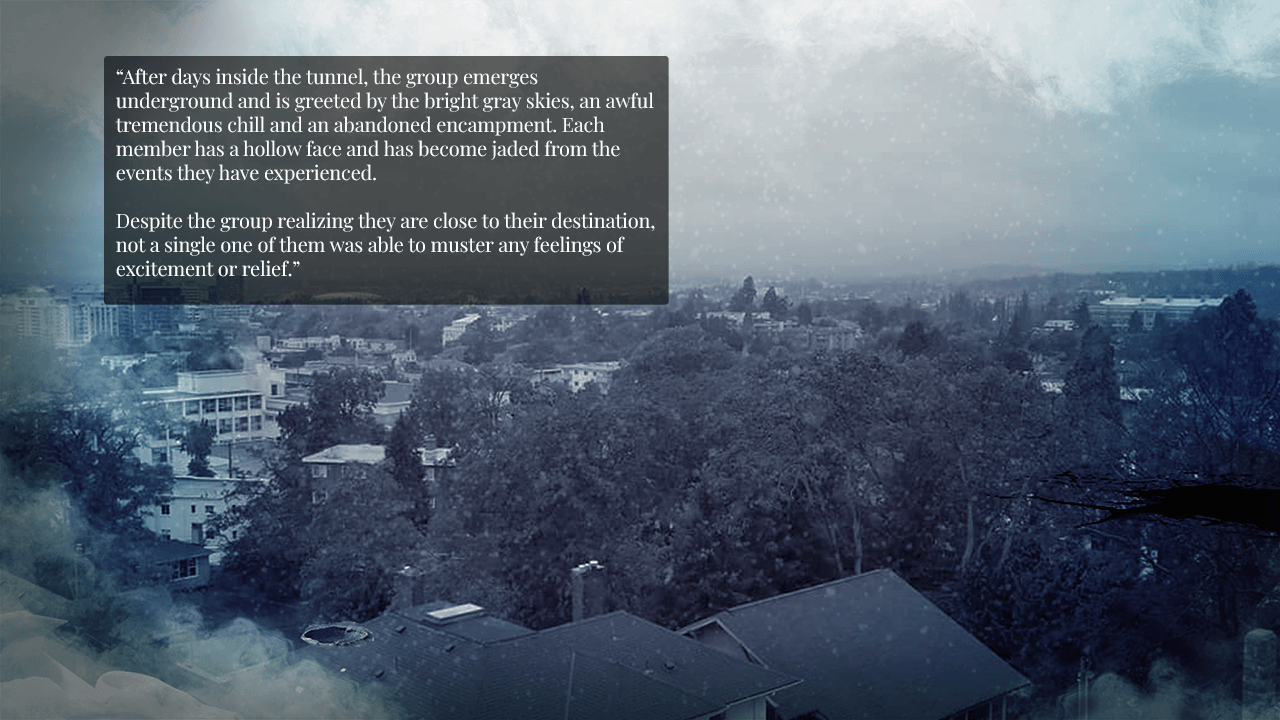 “After days inside the tunnel, the group emerges
underground and is greeted by the bright gray skies, an awful
tremendous chill and an abandoned encampment. Each
member has a hollow face and has become jaded from the
events they have experienced.
Despite the group realizing they are close to their destination,
not a single one of them was able to muster any feelings of
excitement or relief.”